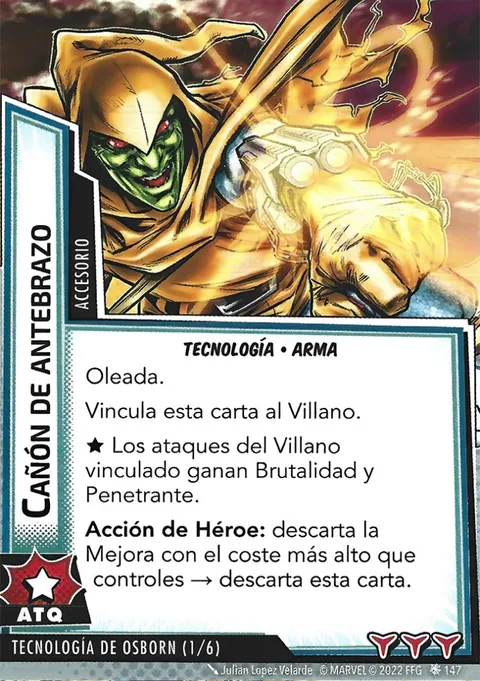 CAÑÓN DE ANTEBRAZO
ACCESORIO
TECNOLOGÍA • ARMA
Oleada.
Vincula esta carta al Villano.
★ Los ataques del Villano
vinculado ganan Brutalidad y
Penetrante.
Acción de Héroe: descarta la
Mejora con el coste más alto que
controles → descarta esta carta.
ATQ
TECNOLOGÍA DE OSBORN (1/6)
Julián Lopez Velarde © MARVEL © 2022 FFG 147